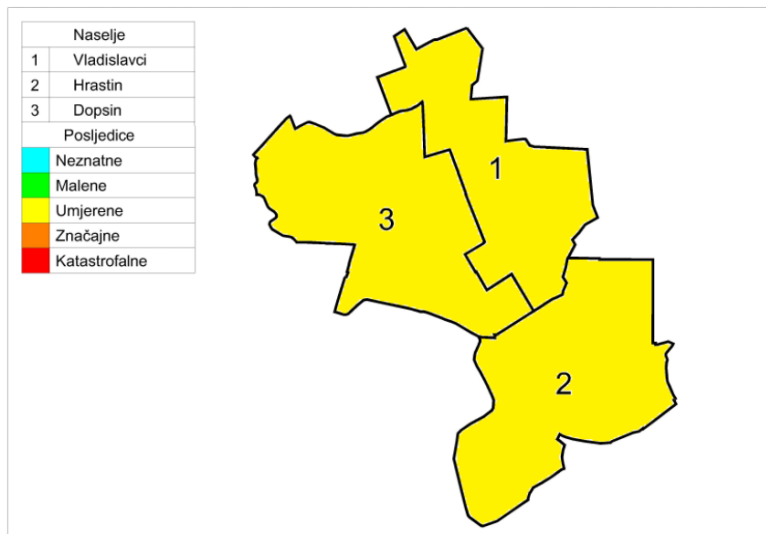 Naselje
1 Vladislavci
2 Hrastin
3 Dopsin
Posljedice
Neznatne
Malene
Umjerene
Značajne
Katastrofalne
1
3
2